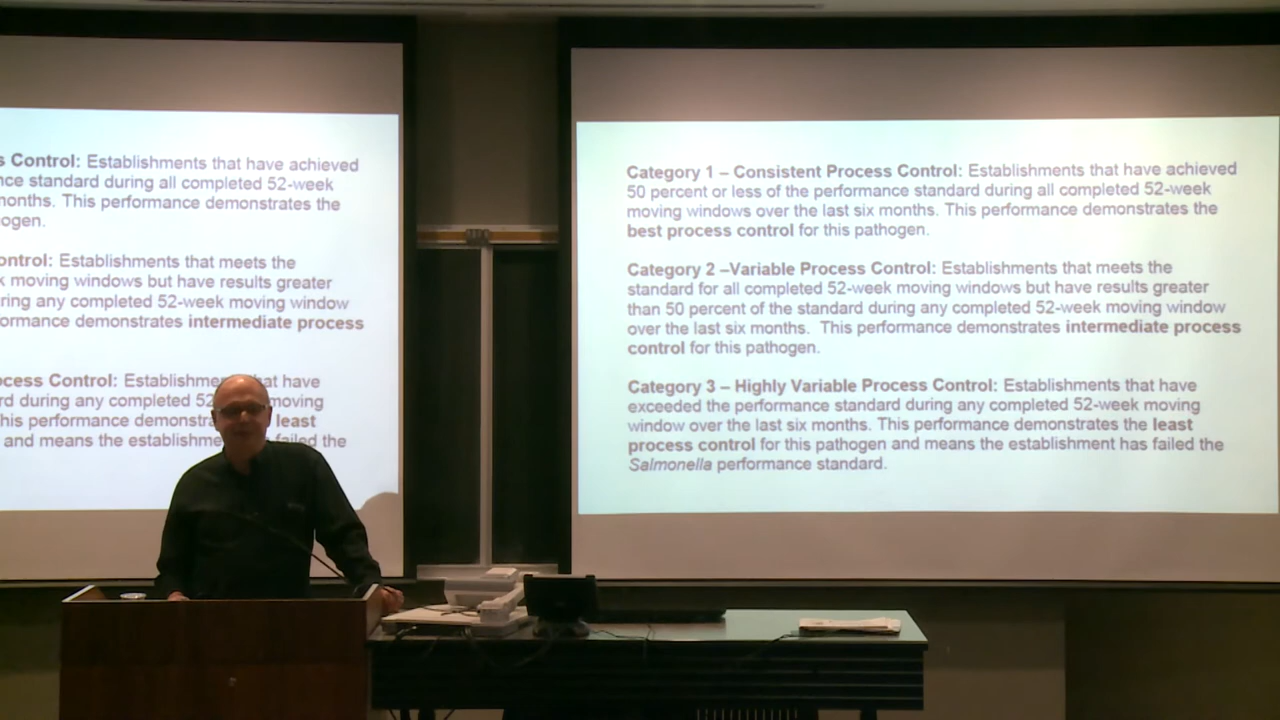 s Control: Establishments that have achieved
nce standard during all completed 52-week
months. This performance demonstrates the
ogen.
ontrol: Establishments that meets the
k moving windows but have results greater
ring any completed 52-week moving window
ormance demonstrates intermediate process
ocess Control: Establishme hat have
rd during any completed 52 moving
his performance demonstra least
and means the establishme failed the
Category 1 – Consistent Process Control: Establishments that have achieved
50 percent or less of the performance standard during all completed 52-week
moving windows over the last six months. This performance demonstrates the
best process control for this pathogen.
Category 2 –Variable Process Control: Establishments that meets the
standard for all completed 52-week moving windows but have results greater
than 50 percent of the standard during any completed 52-week moving window
over the last six months. This performance demonstrates intermediate process
control for this pathogen.
Category 3 – Highly Variable Process Control: Establishments that have
exceeded the performance standard during any completed 52-week moving
window over the last six months. This performance demonstrates the least
process control for this pathogen and means the establishment has failed the
Salmonella performance standard.